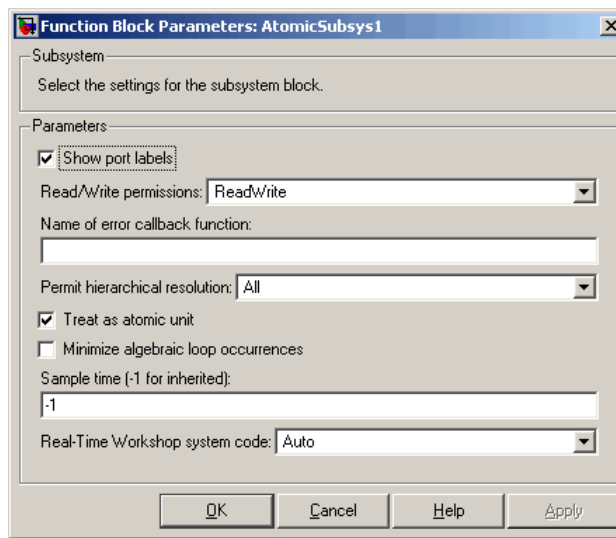 Function Block Parameters: AtomicSubsys1
Subsystem
Select the settings for the subsystem block.
Parameters
Show port labels
Read/Write permissions: ReadWrite
Name of error callback function:
Permit hierarchical resolution: All
Treat as atomic unit
Minimize algebraic loop occurrences
Sample time (-1 for inherited):
-1
Real-Time Workshop system code: Auto
OK Cancel Help Apply